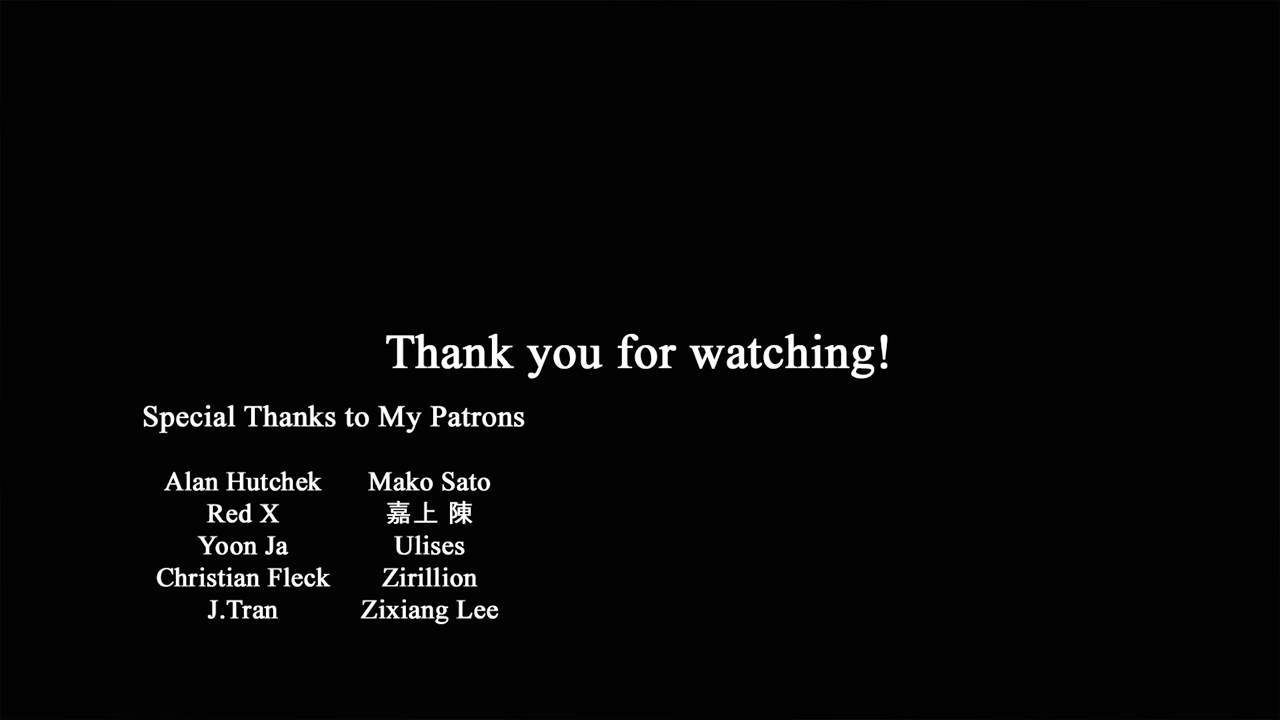 Thank you for watching!
Special Thanks to My Patrons
Alan Hutchek
Red X
Yoon Ja
Christian Fleck
J.Tran
Mako Sato
嘉上 陳
Ulises
Zirillion
Zixiang Lee